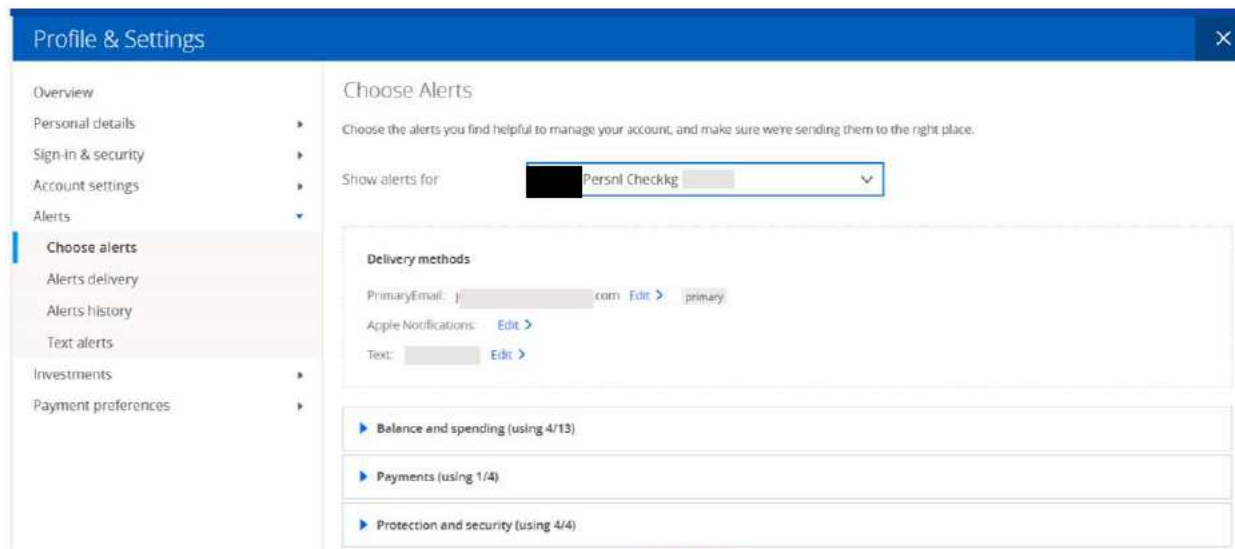 Profile & Settings
Overview
Personal details
Sign-in & security
Account settings
Alerts
Choose alerts
Alerts delivery
Alerts history
Text alerts
Investments
Payment preferences
Choose Alerts
Choose the alerts you find helpful to manage your account, and make sure we're sending them to the right place.
Show alerts for Persnl Checkkg
Delivery methods
PrimaryEmail: j com Edit primary
Apple Notifications: Edit
Text: Edit
Balance and spending (using 4/13)
Payments (using 1/4)
Protection and security (using 4/4)